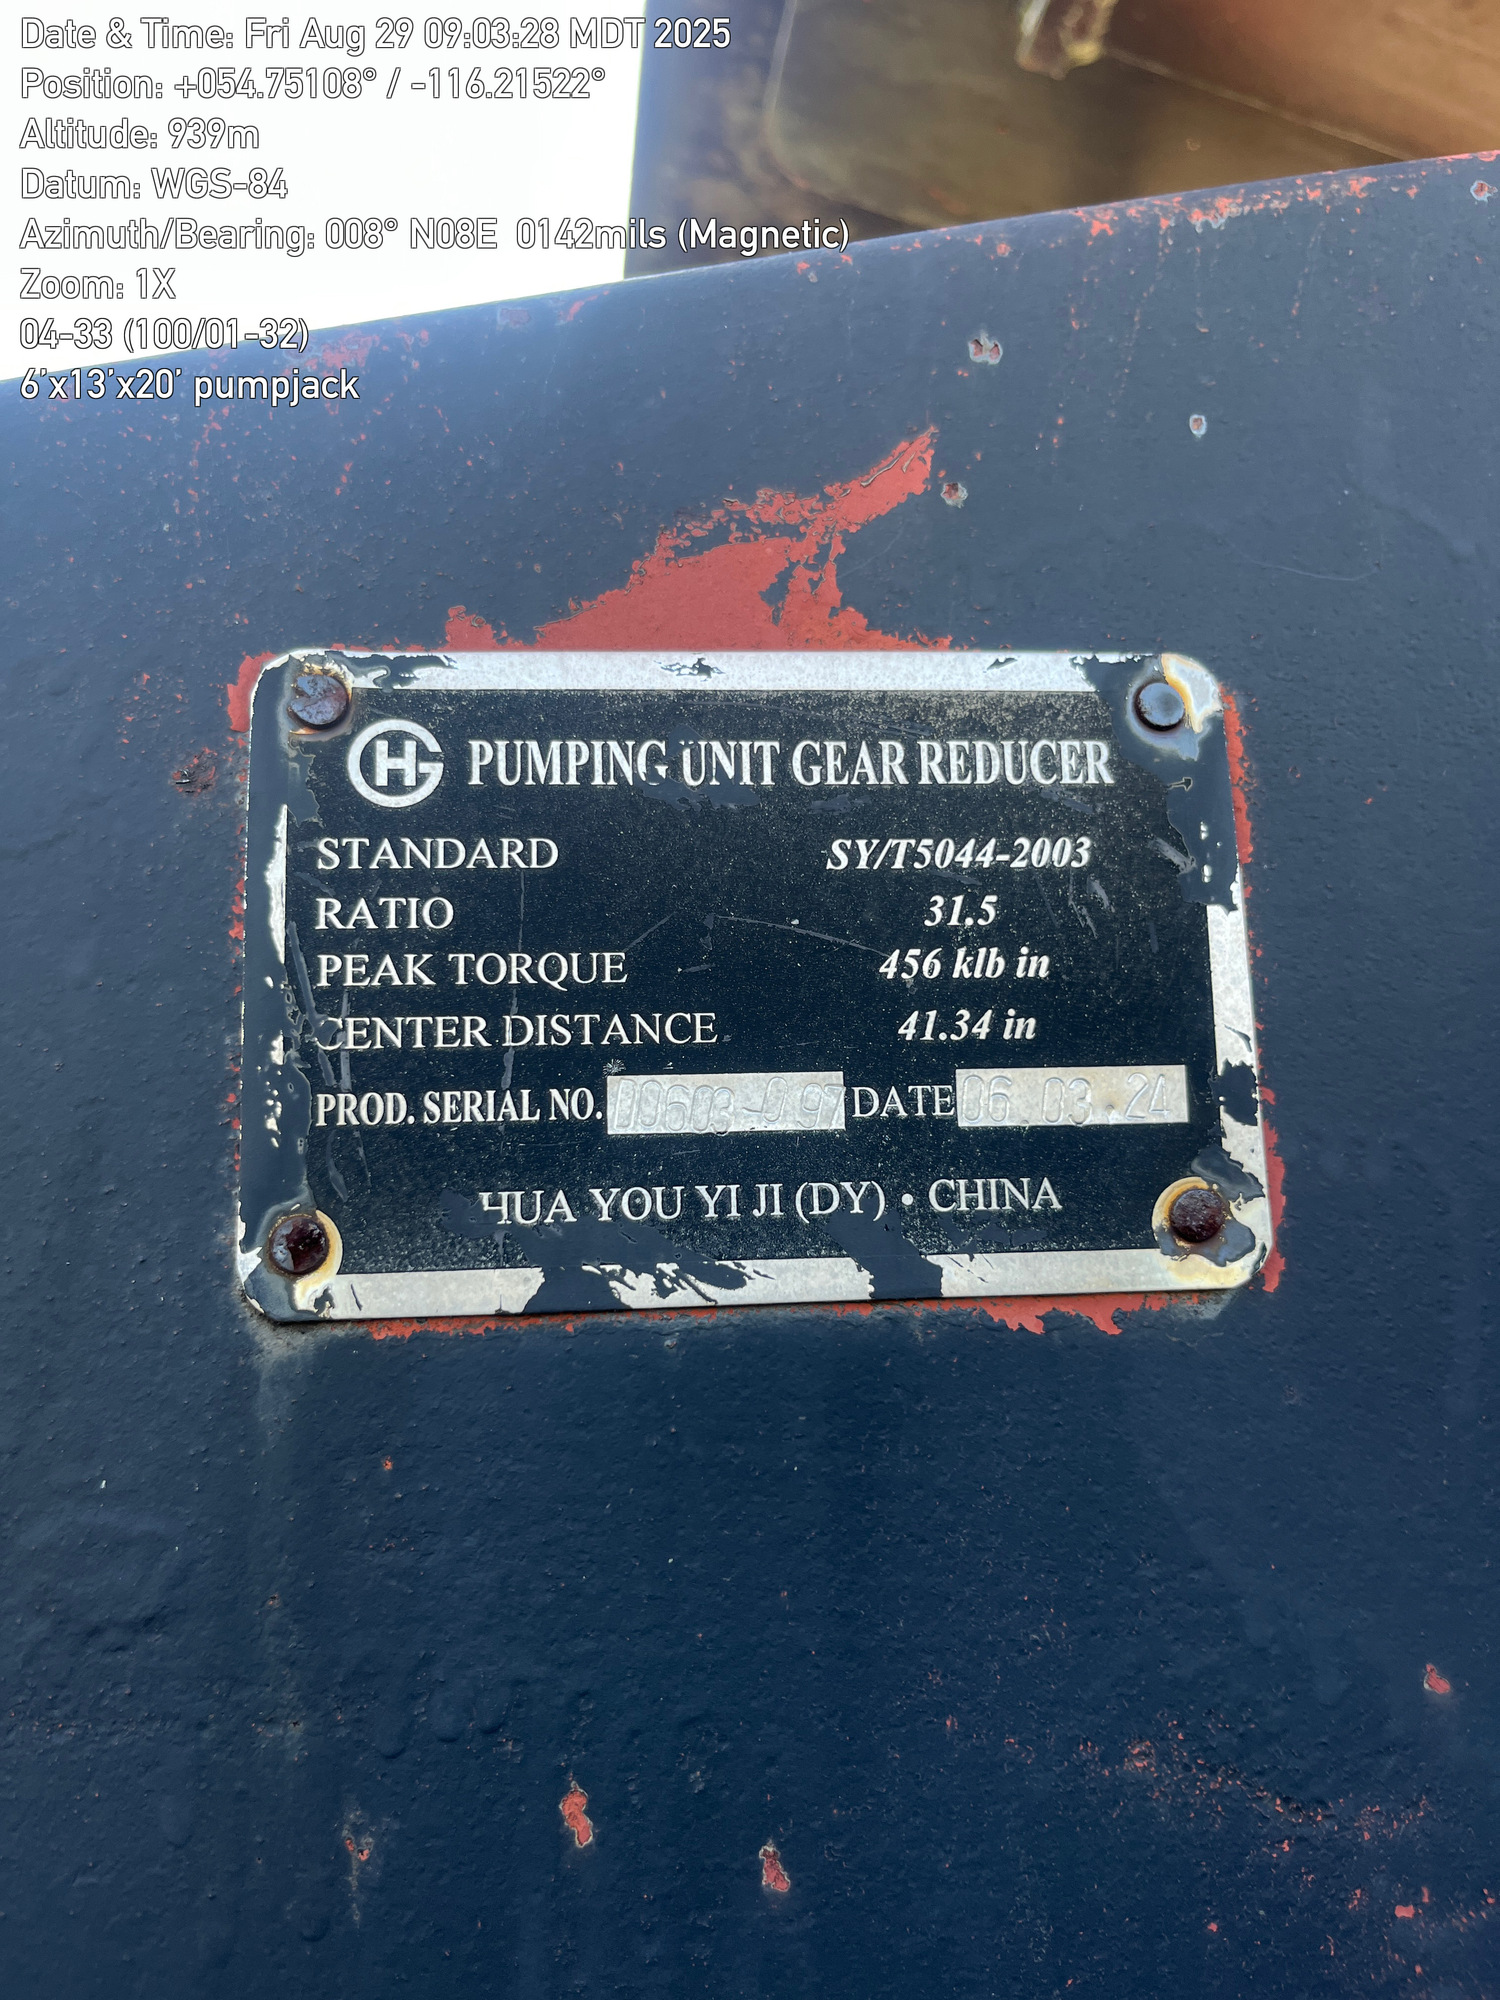 Date & Time: Fri Aug 29 09:03:28 MDT 2025
Position: +054.75108° / -116.21522°
Altitude: 939m
Datum: WGS-84
Azimuth/Bearing: 008° N08E 0142mils (Magnetic)
Zoom: 1X
04-33 (100/01-32)
6'x13'x20' pumpjack
HG PUMPING UNIT GEAR REDUCER
STANDARD SY/T5044-2003
RATIO 31.5
PEAK TORQUE 456 klb in
CENTER DISTANCE 41.34 in
PROD. SERIAL NO. DATE 06.03.24
HUA YOU YI JI (DY) • CHINA